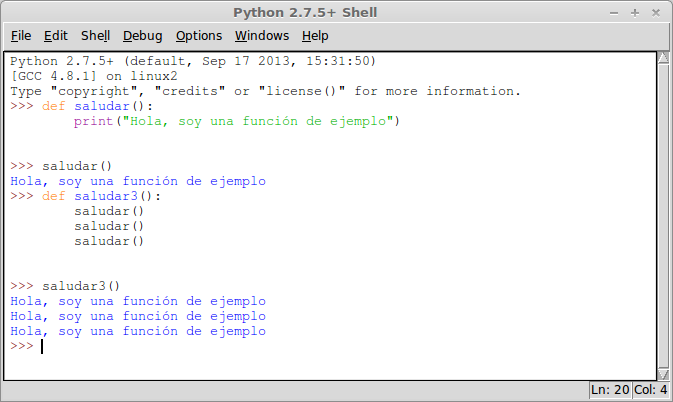 Python 2.7.5+ Shell
File Edit Shell Debug Options Windows Help
Python 2.7.5+ (default, Sep 17 2013, 15:31:50)
[GCC 4.8.1] on linux2
Type "copyright", "credits" or "license()" for more information.
>>> def saludar():
        print("Hola, soy una función de ejemplo")
>>> saludar()
Hola, soy una función de ejemplo
>>> def saludar3():
        saludar()
        saludar()
        saludar()
>>> saludar3()
Hola, soy una función de ejemplo
Hola, soy una función de ejemplo
Hola, soy una función de ejemplo
>>>
Ln: 20 Col: 4